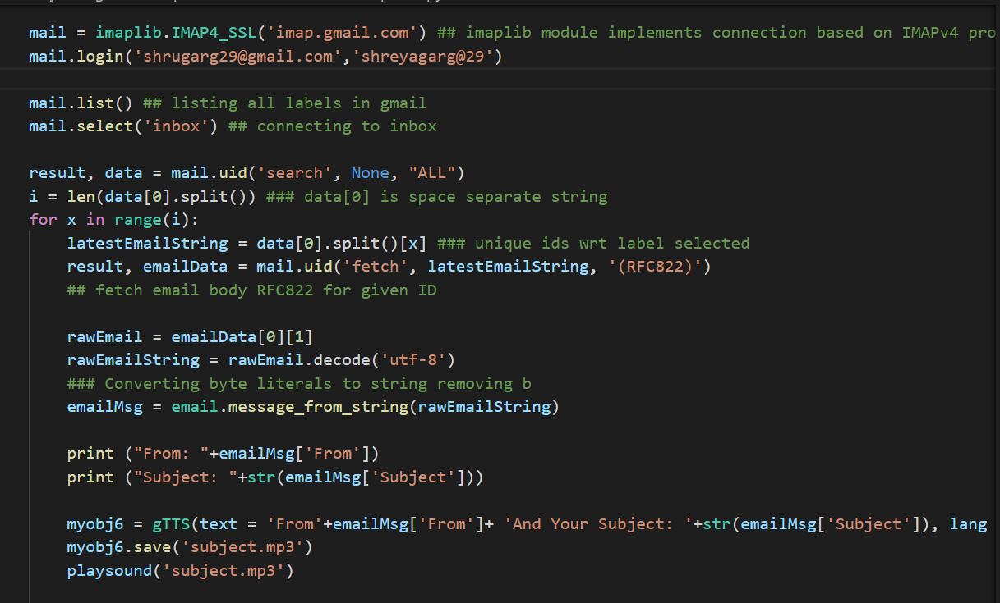 mail = imaplib.IMAP4_SSL('imap.gmail.com') ## imaplib module implements connection based on IMAPv4 pro
mail.login('shrugarg29@gmail.com','shreyagarg@29')
mail.list() ## listing all labels in gmail
mail.select('inbox') ## connecting to inbox
result, data = mail.uid('search', None, "ALL")
i = len(data[0].split()) ### data[0] is space separate string
for x in range(i):
latestEmailString = data[0].split()[x] ### unique ids wrt label selected
result, emailData = mail.uid('fetch', latestEmailString, '(RFC822)')
## fetch email body RFC822 for given ID
rawEmail = emailData[0][1]
rawEmailString = rawEmail.decode('utf-8')
### Converting byte literals to string removing b
emailMsg = email.message_from_string(rawEmailString)
print ("From: "+emailMsg['From'])
print ("Subject: "+str(emailMsg['Subject']))
myobj6 = gTTS(text = 'From'+emailMsg['From']+ 'And Your Subject: '+str(emailMsg['Subject']), lang
myobj6.save('subject.mp3')
playsound('subject.mp3')